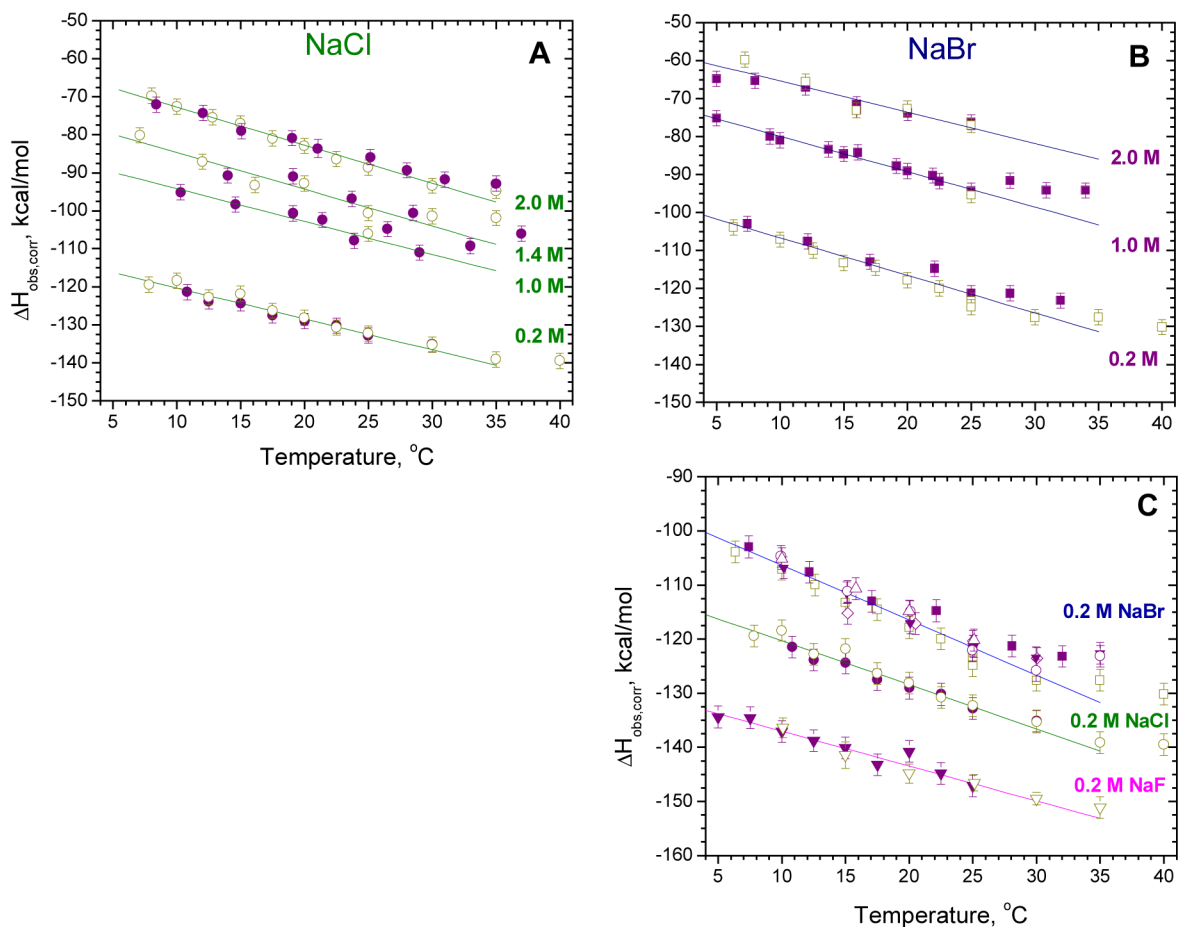 NaCl
A
-50
-60
-70
-80
-90
-100
-110
-120
-130
-140
-150
ΔH_obs,corr, kcal/mol
2.0 M
1.4 M
1.0 M
0.2 M
5 10 15 20 25 30 35 40
Temperature, °C
NaBr
B
-50
-60
-70
-80
-90
-100
-110
-120
-130
-140
-150
2.0 M
1.0 M
0.2 M
5 10 15 20 25 30 35 40
C
-90
-100
-110
-120
-130
-140
-150
-160
ΔH_obs,corr, kcal/mol
0.2 M NaBr
0.2 M NaCl
0.2 M NaF
5 10 15 20 25 30 35 40
Temperature, °C